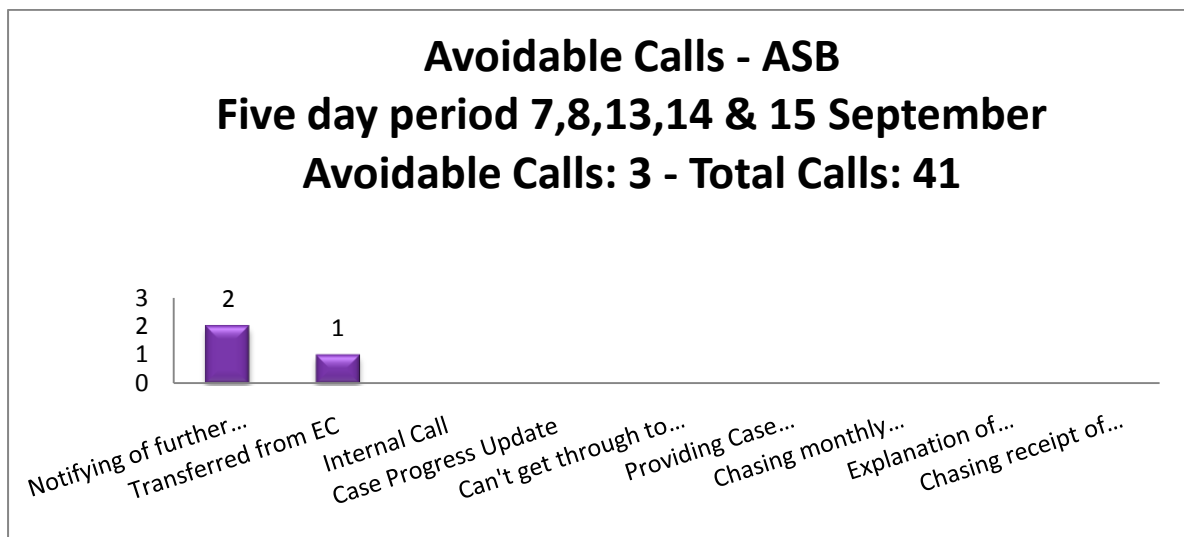 Avoidable Calls - ASB
Five day period 7,8,13,14 & 15 September
Avoidable Calls: 3 - Total Calls: 41
3
2
1
0
2
1
Notifying of further...
Transferred from EC
Internal Call
Case Progress Update
Can't get through to...
Providing Case...
Chasing monthly...
Explanation of...
Chasing receipt of...